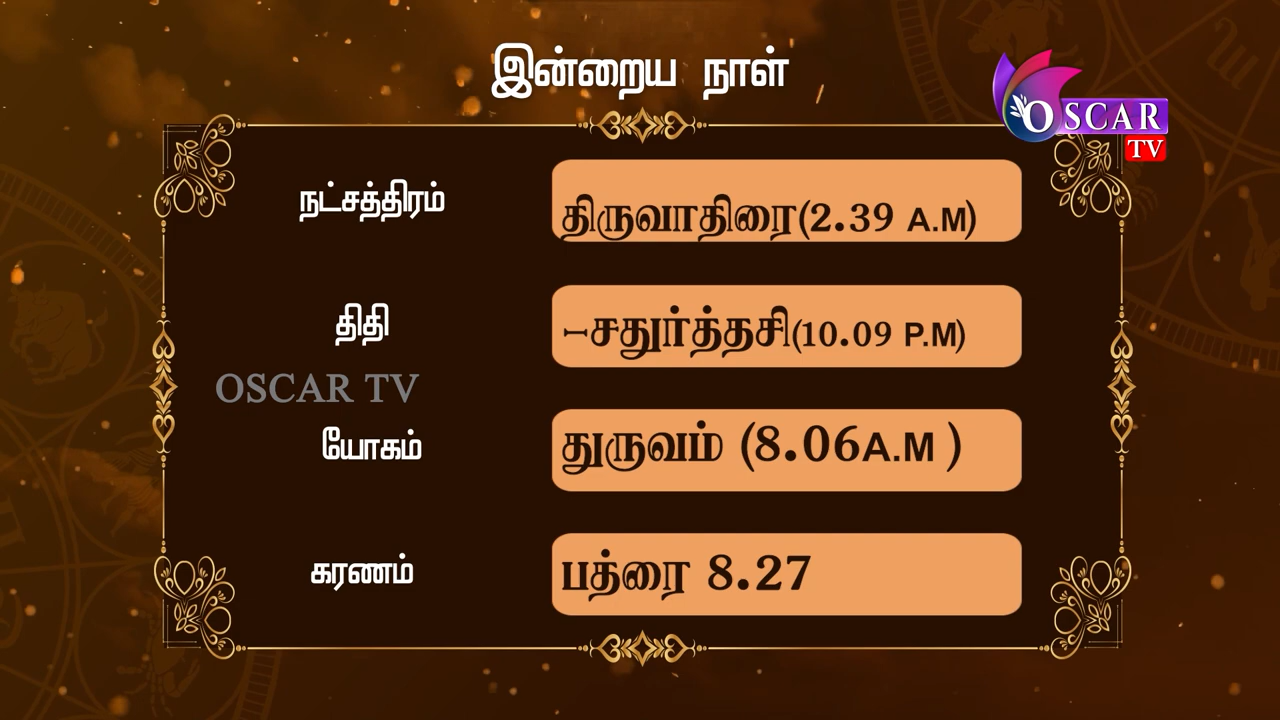 இன்றைய நாள்
OSCAR
TV
நட்சத்திரம்
திருவாதிரை(2.39 A.M)
திதி
சதுர்த்தசி(10.09 P.M)
OSCAR TV
யோகம்
துருவம் (8.06A.M )
கரணம்
பத்ரை 8.27